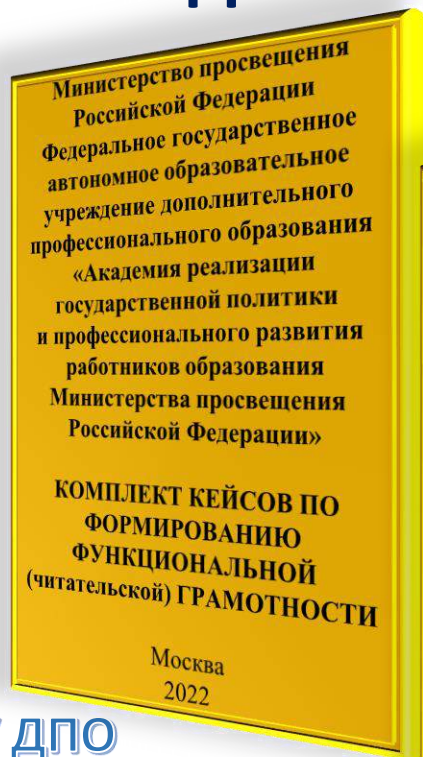 Министерство просвещения
Российской Федерации
Федеральное государственное
автономное образовательное
учреждение дополнительного
профессионального образования
«Академия реализации
государственной политики
и профессионального развития
работников образования
Министерства просвещения
Российской Федерации»
КОМПЛЕКТ КЕЙСОВ ПО
ФОРМИРОВАНИЮ
ФУНКЦИОНАЛЬНОЙ
(читательской) ГРАМОТНОСТИ
Москва
2022
ДПО